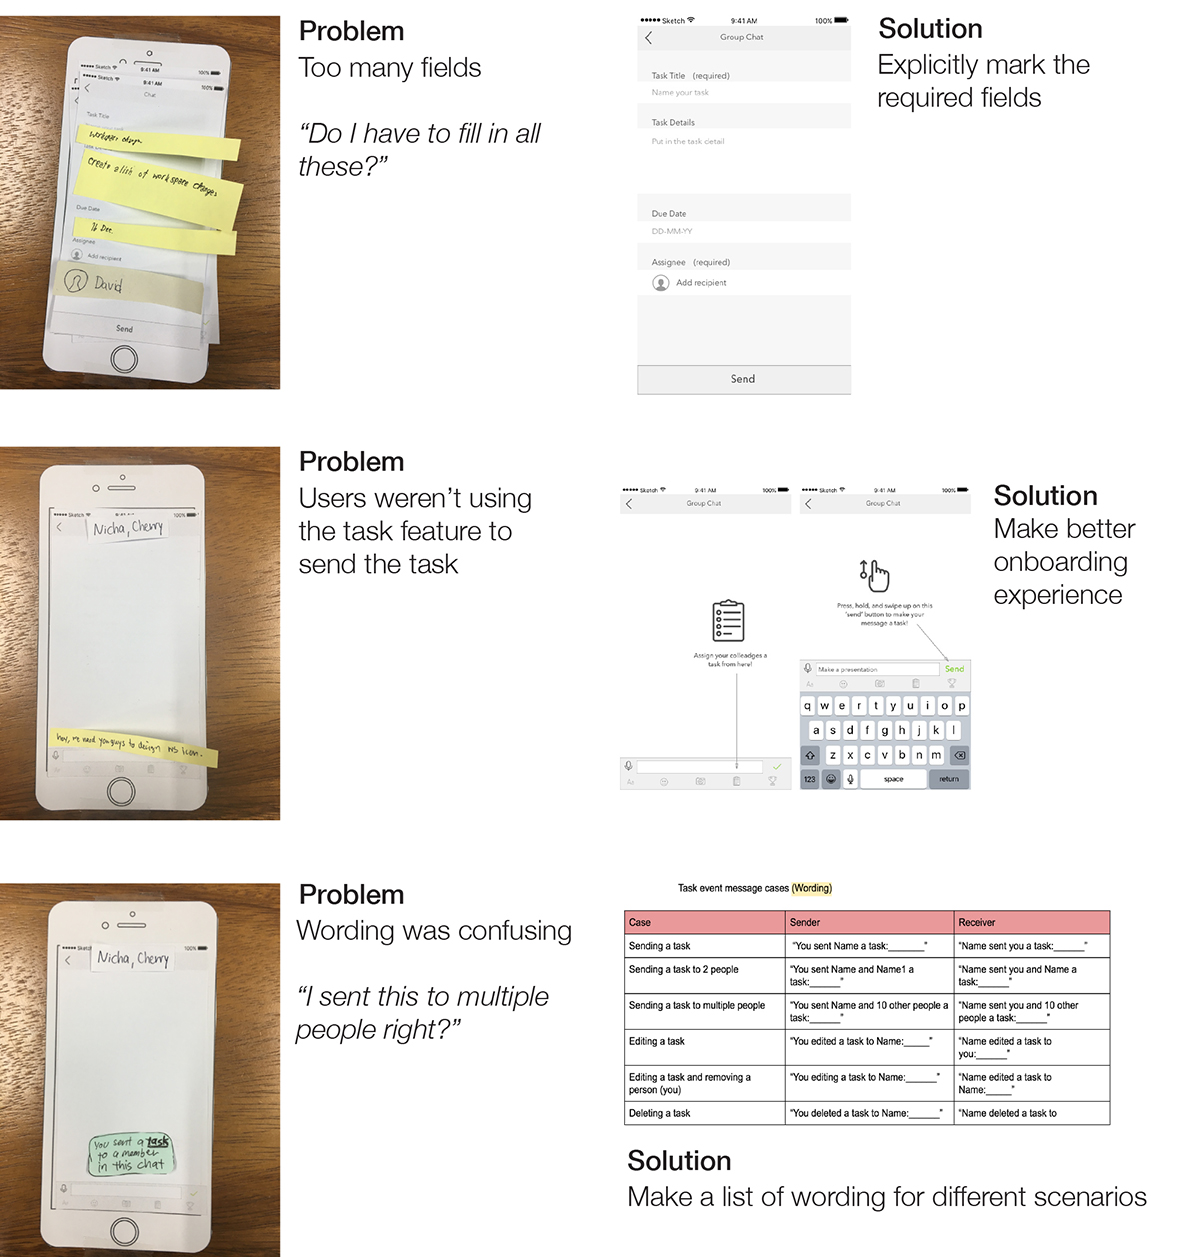 Problem
Too many fields
“Do I have to fill in all
these?”
Sketch 9:41 AM 100%
Sketch 9:41 AM 100%
Chat
Task Title
workspace design
Create a list of workspace changes
Due Date
16 Dec.
Assignee
Add recipient
David
Send
Sketch 9:41 AM 100%
Group Chat
Task Title (required)
Name your task
Task Details
Put in the task detail
Due Date
DD-MM-YY
Assignee (required)
Add recipient
Send
Solution
Explicitly mark the
required fields
Problem
Users weren’t using
the task feature to
send the task
Sketch 100%
Nicha, Cherry
hey, we need you guys to design WS icon.
Aa
Sketch 9:41 AM 100%
Group Chat
Assign your colleadges a
task from here!
Aa
Sketch 9:41 AM 100%
Group Chat
Press, hold, and swipe up on this
"send" button to make your
message a task!
Make a presentation Send
Aa
q w e r t y u i o p
a s d f g h j k l
z x c v b n m
123 space return
Solution
Make better
onboarding
experience
Problem
Wording was confusing
“I sent this to multiple
people right?”
Sketch 100%
Nicha, Cherry
You sent a task
to a member
in this chat
Aa
Task event message cases (Wording)
Case Sender Receiver
Sending a task “You sent Name a task:_______” “Name sent you a task:______”
Sending a task to 2 people “You sent Name and Name1 a “Name sent you and Name a
task:______” task:______”
Sending a task to multiple people “You sent Name and 10 other people a “Name sent you and 10 other
task:______” people a task:______”
Editing a task “You edited a task to Name:_____” “Name edited a task to
you:______”
Editing a task and removing a “You editing a task to Name:______” “Name edited a task to
person (you) Name:_____”
Deleting a task “You deleted a task to Name:______” “Name deleted a task to
Solution
Make a list of wording for different scenarios